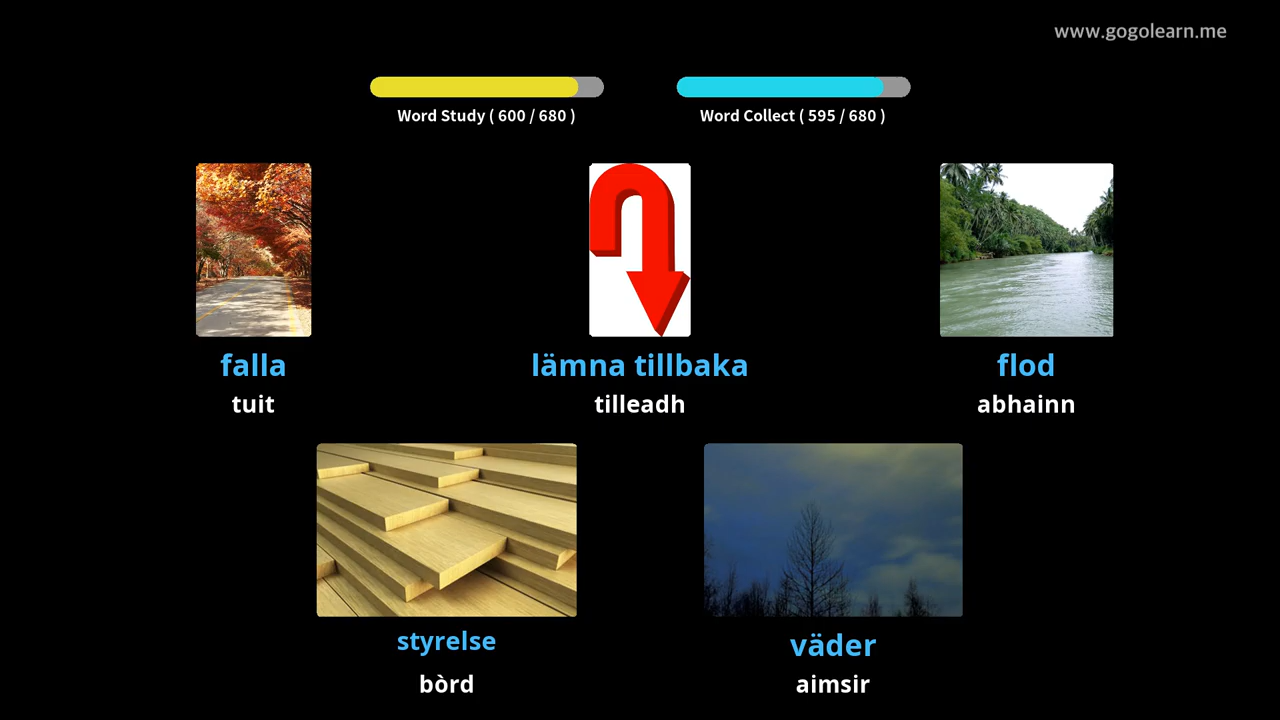 www.gogolearn.me
Word Study ( 600 / 680 )
Word Collect ( 595 / 680 )
falla
tuit
lämna tillbaka
tilleadh
flod
abhainn
styrelse
bòrd
väder
aimsir